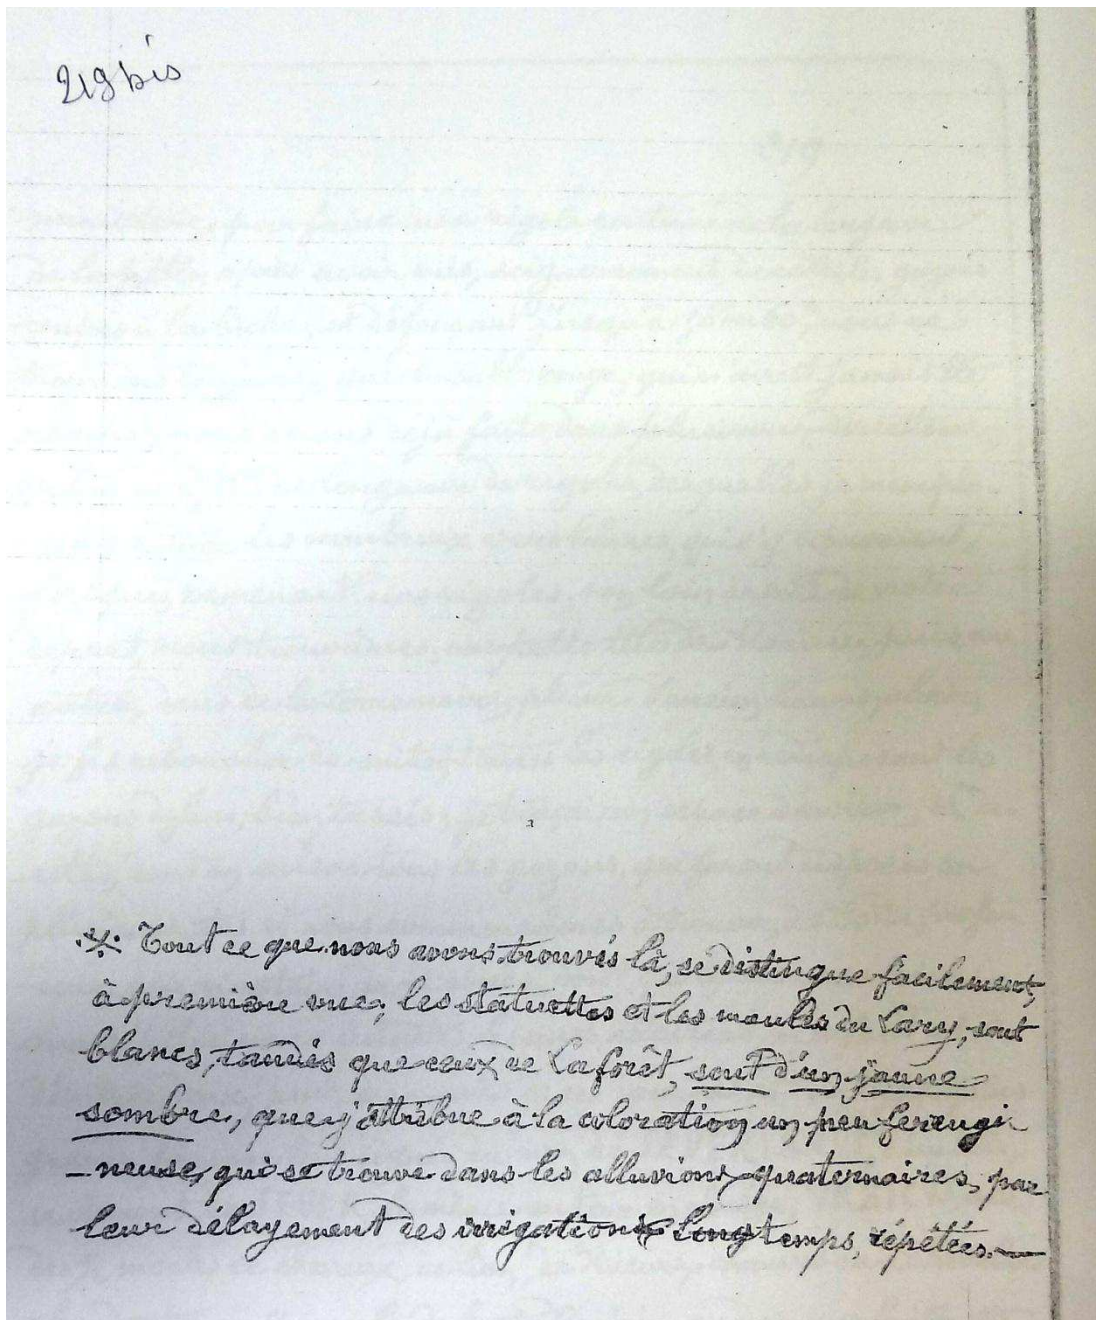 219 bis
※ Tout ce que nous avons trouvés là, se distingue facilement,
à première vue; les statuettes et les moules du Lary, sont
blancs, tandis que ceux de Laforêt, sont d'un jaune
sombre, que j'attribue à la coloration un peu ferrugi
-neuse, qui se trouve dans les alluvions quaternaires, par
leur délayement des irrigations longtemps, répétées.—